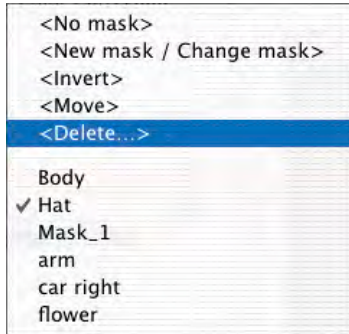 <No mask>
<New mask / Change mask>
<Invert>
<Move>
<Delete...>
Body
✓ Hat
Mask_1
arm
car right
flower